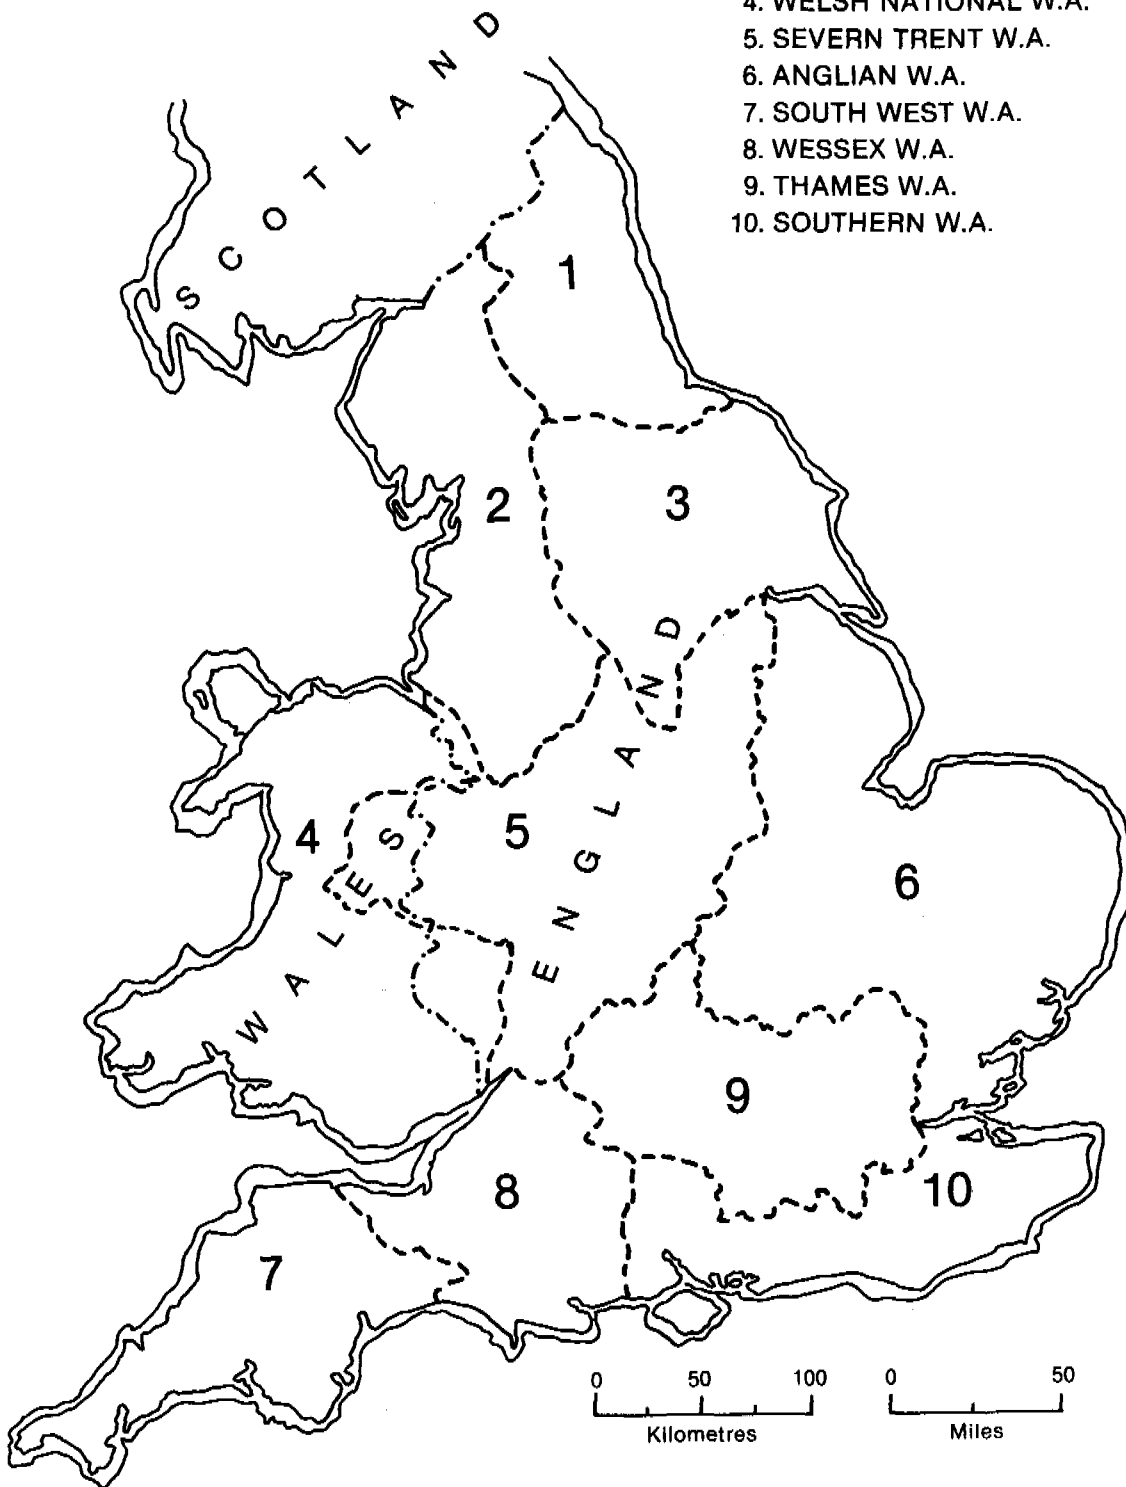 4. WELSH NATIONAL W.A.
5. SEVERN TRENT W.A.
6. ANGLIAN W.A.
7. SOUTH WEST W.A.
8. WESSEX W.A.
9. THAMES W.A.
10. SOUTHERN W.A.
SCOTLAND
1
2
3
ENGLAND
4
5
6
WALES
9
8
10
7
0 50 100
Kilometres
0 50
Miles